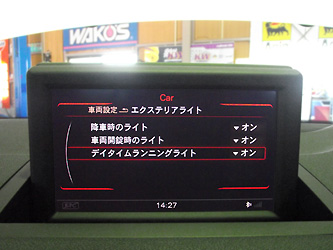 WAKO'S
Car
車両設定 エクステリアライト
降車時のライト オン
車両開錠時のライト オン
デイタイムランニングライト オン
14:27